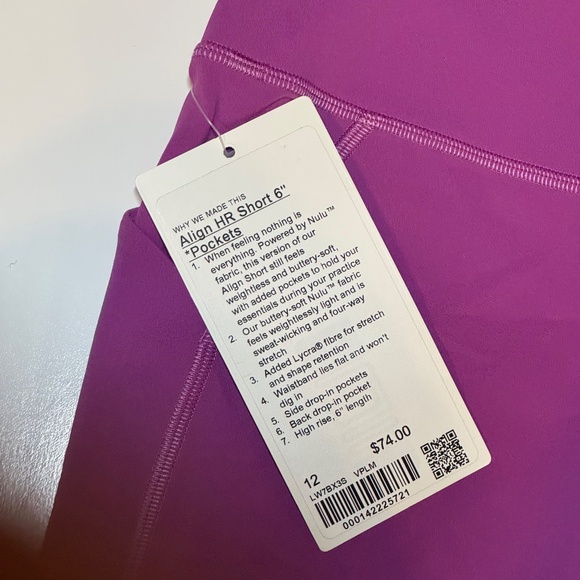 WHY WE MADE THIS
Align HR Short 6"
*Pockets
1. When feeling nothing is
everything. Powered by Nulu™
fabric, this version of our
Align Short still feels
weightless and buttery-soft,
with added pockets to hold your
essentials during your practice
2. Our buttery-soft Nulu™ fabric
feels weightlessly light and is
sweat-wicking and four-way
stretch
3. Added Lycra® fibre for stretch
and shape retention
4. Waistband lies flat and won't
dig in
5. Side drop-in pockets
6. Back drop-in pocket
7. High rise, 6" length
12 $74.00
LW7BX3S VPLM
000142225721